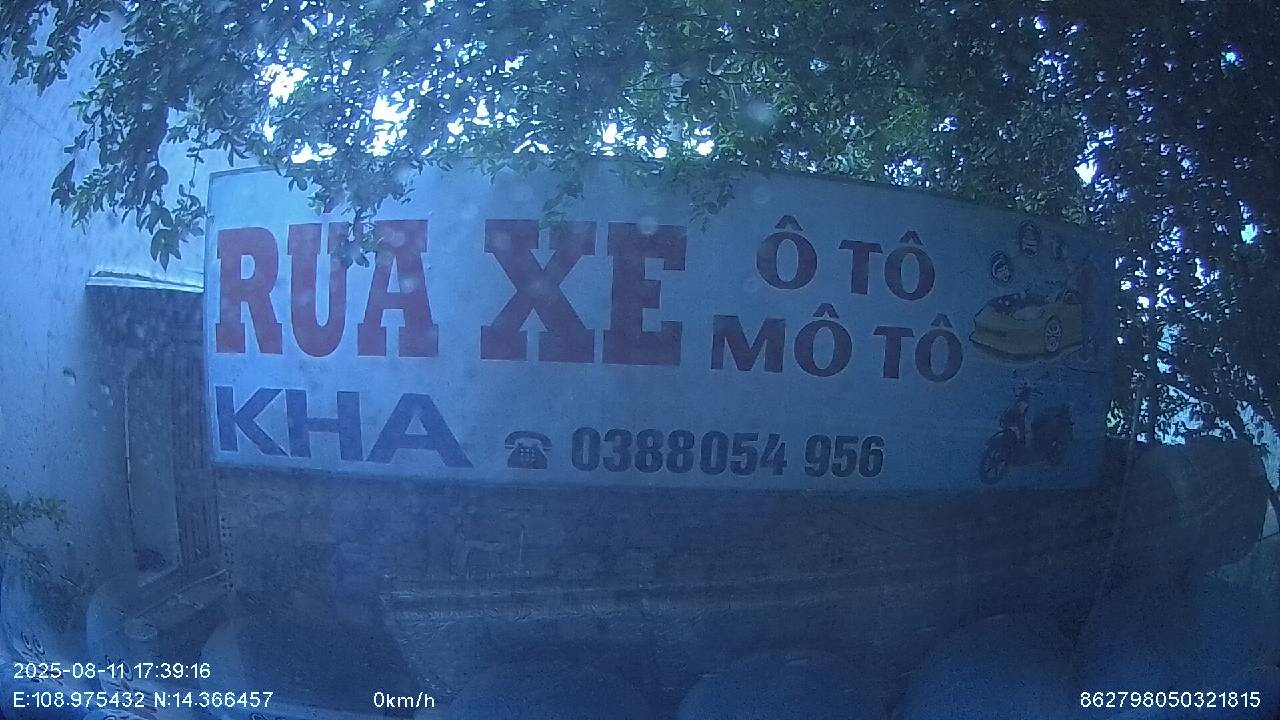 RỬA XE Ô TÔ
MÔ TÔ
KHA 0388054 956
2025-08-11 17:39:16
E:108.975432 N:14.366457 0km/h 862798050321815